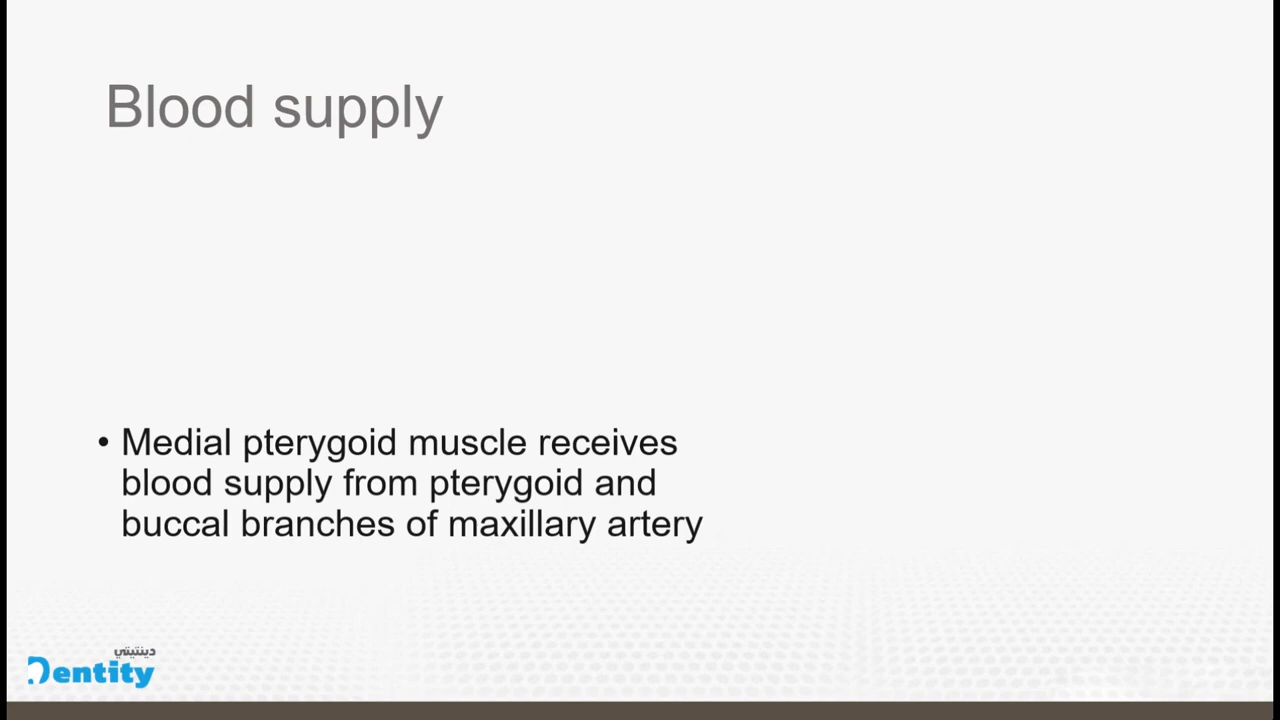 Blood supply
• Medial pterygoid muscle receives
blood supply from pterygoid and
buccal branches of maxillary artery
دينتيتي
Dentity